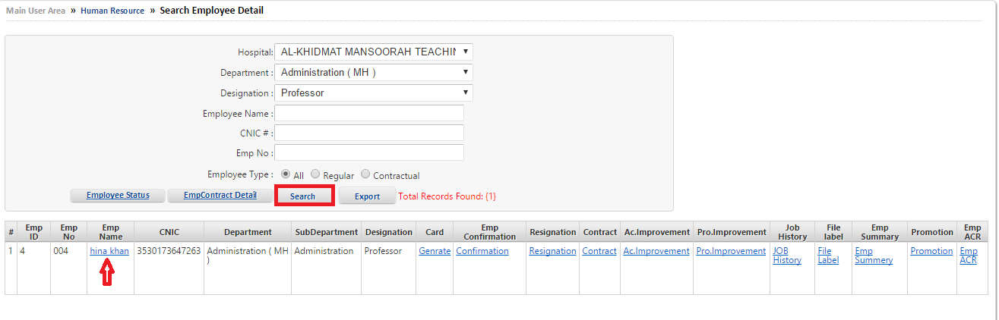 Main User Area » Human Resource » Search Employee Detail
Hospital: AL-KHIDMAT MANSOORAH TEACHIN
Department : Administration ( MH )
Designation : Professor
Employee Name :
CNIC # :
Emp No :
Employee Type : All Regular Contractual
Employee Status EmpContract Detail Search Export Total Records Found: {1}
# Emp ID Emp No Emp Name CNIC Department SubDepartment Designation Card Emp Confirmation Resignation Contract Ac.Improvement Pro.Improvement Job History File label Emp Summary Promotion Emp ACR
1 4 004 hina khan 3530173647263 Administration ( MH ) Administration Professor Genrate Confirmation Resignation Contract Ac.Improvement Pro.Improvement JOB History File Label Emp Summery Promotion Emp ACR